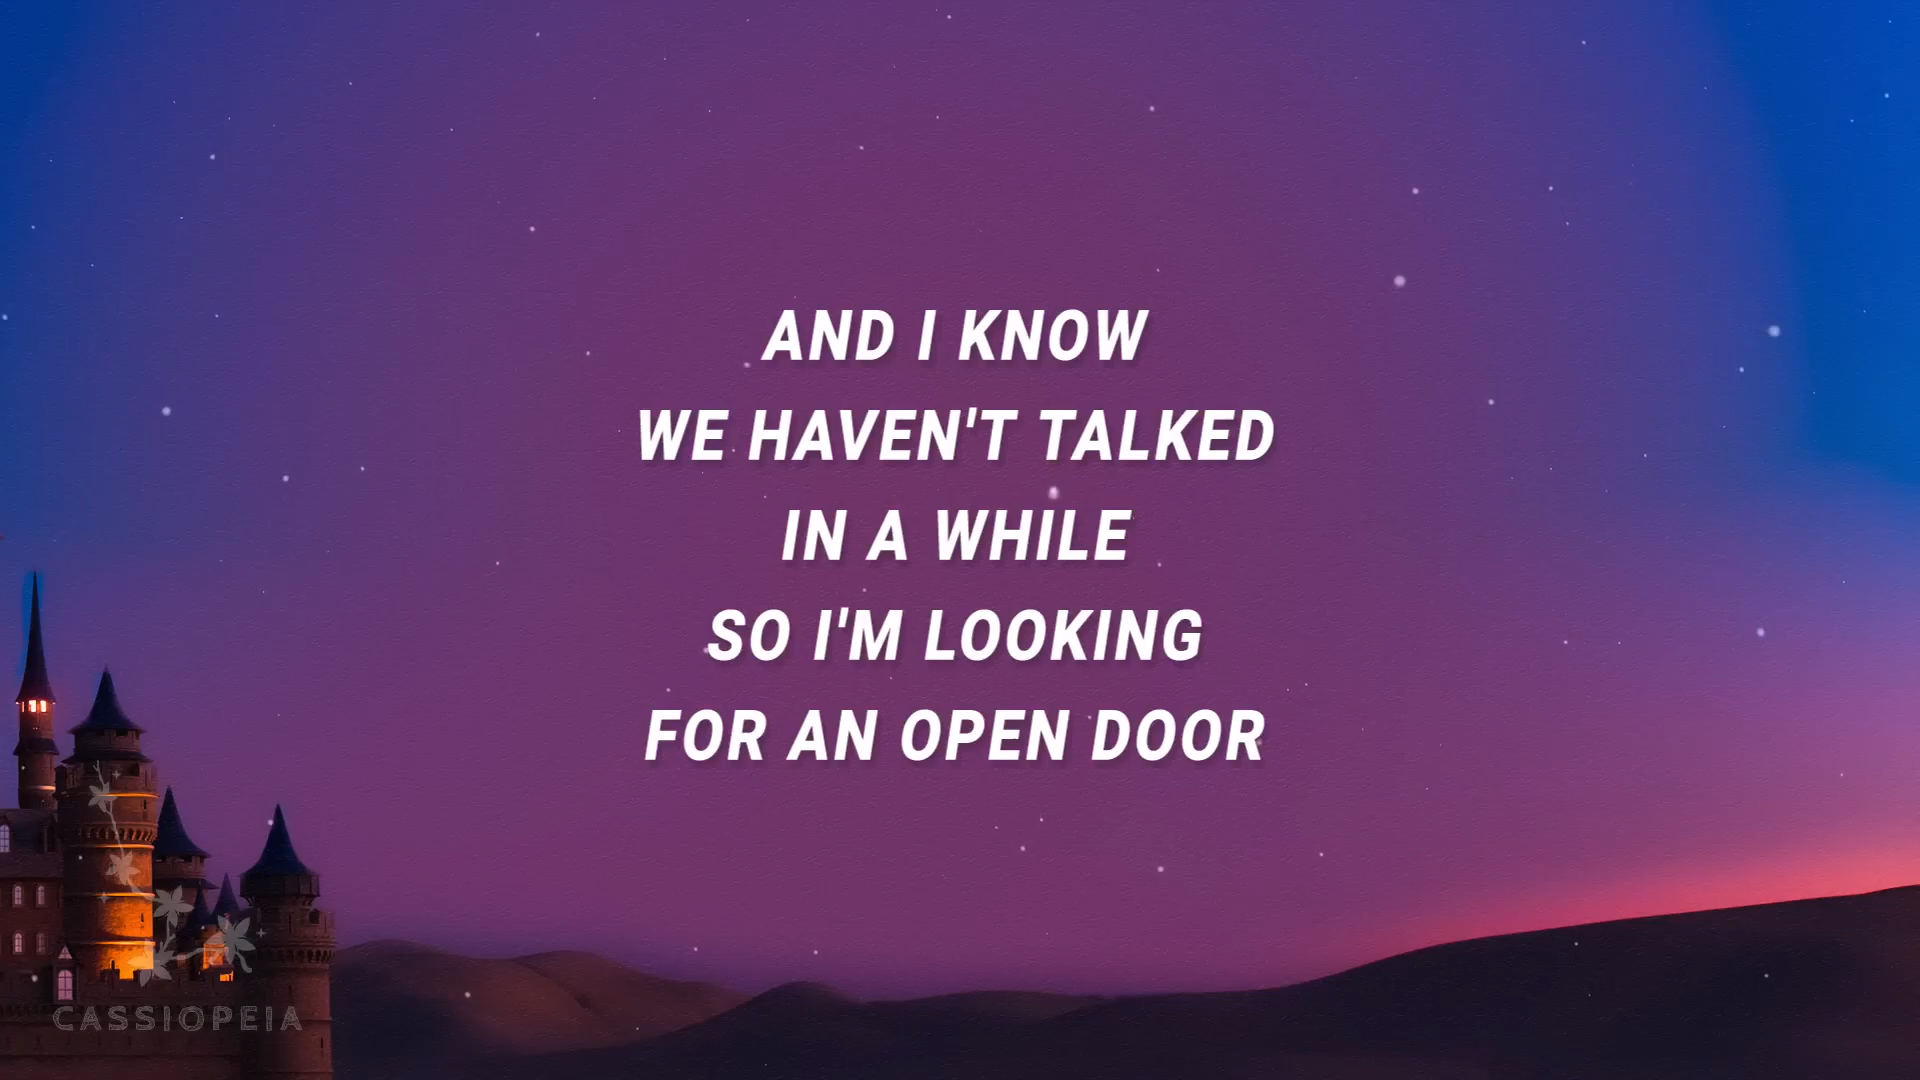 AND I KNOW
WE HAVEN'T TALKED
IN A WHILE
SO I'M LOOKING
FOR AN OPEN DOOR
CASSIOPEIA